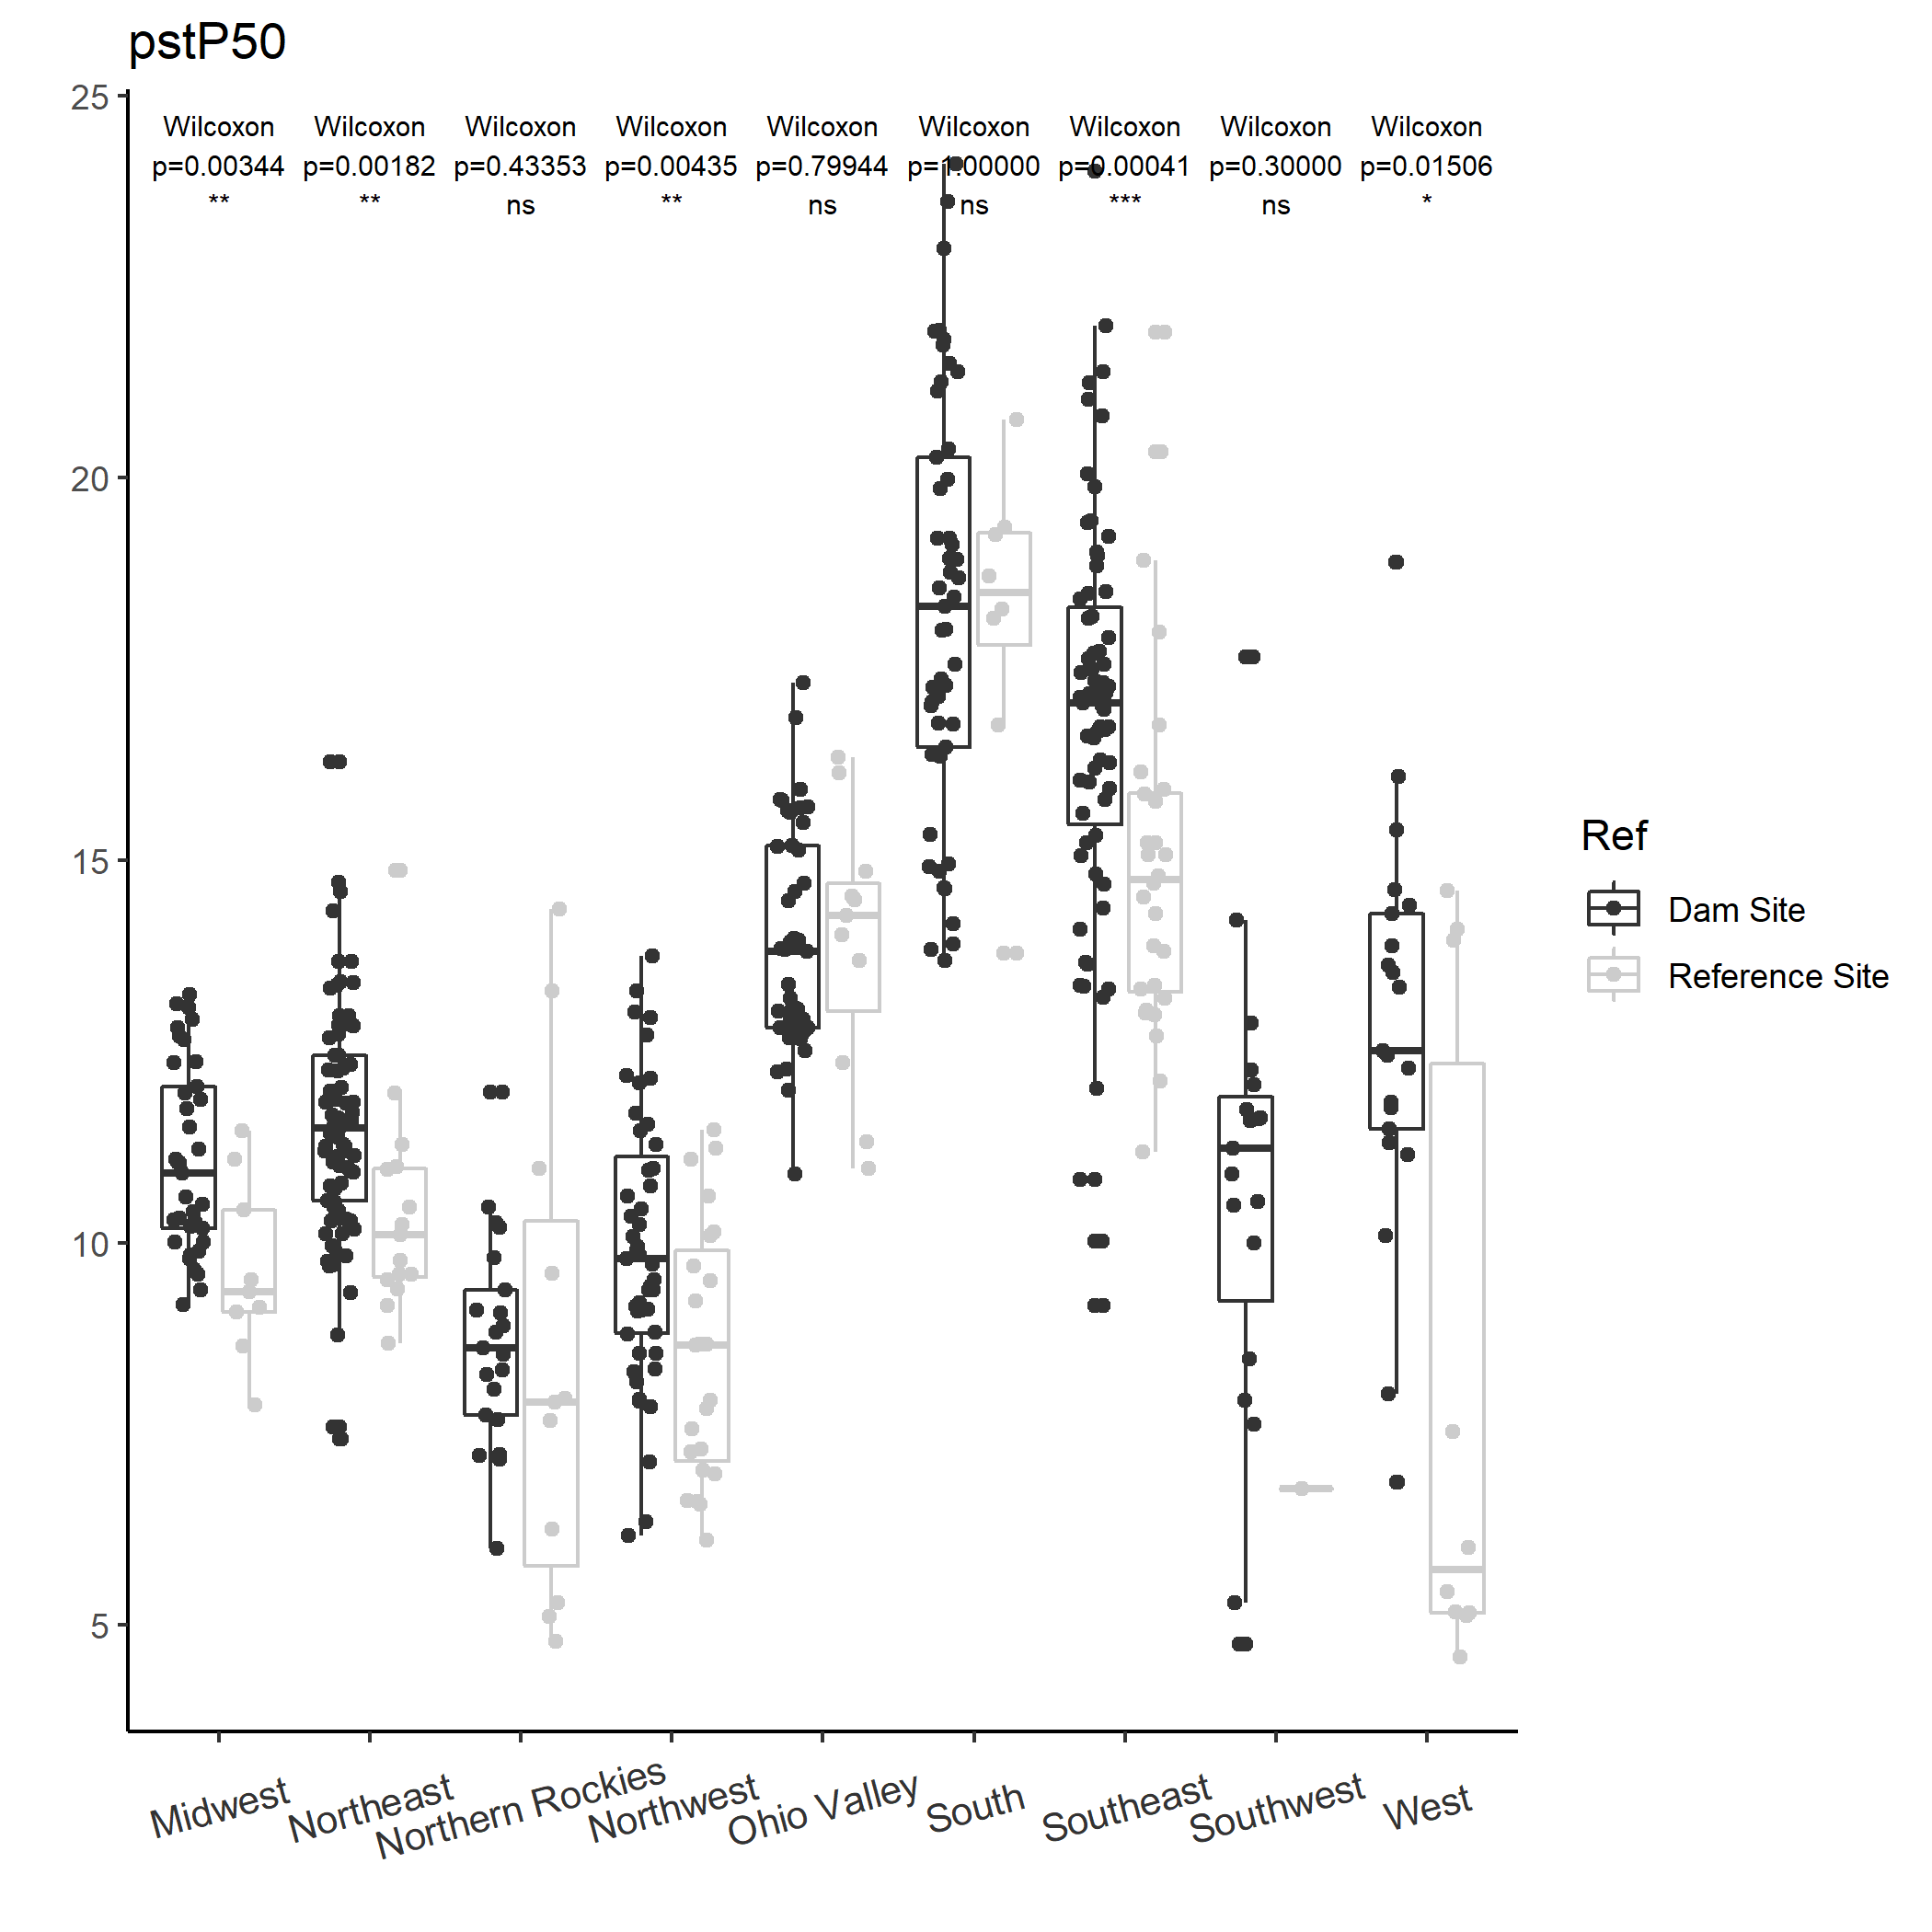 pstP50
25
20
15
10
5
Wilcoxon Wilcoxon Wilcoxon Wilcoxon Wilcoxon Wilcoxon Wilcoxon Wilcoxon Wilcoxon
p=0.00344 p=0.00182 p=0.43353 p=0.00435 p=0.79944 p=1.00000 p=0.00041 p=0.30000 p=0.01506
** ** ns ** ns ns *** ns *
Midwest
Northeast
Northern Rockies
Northwest
Ohio Valley
South
Southeast
Southwest
West
Ref
Dam Site
Reference Site